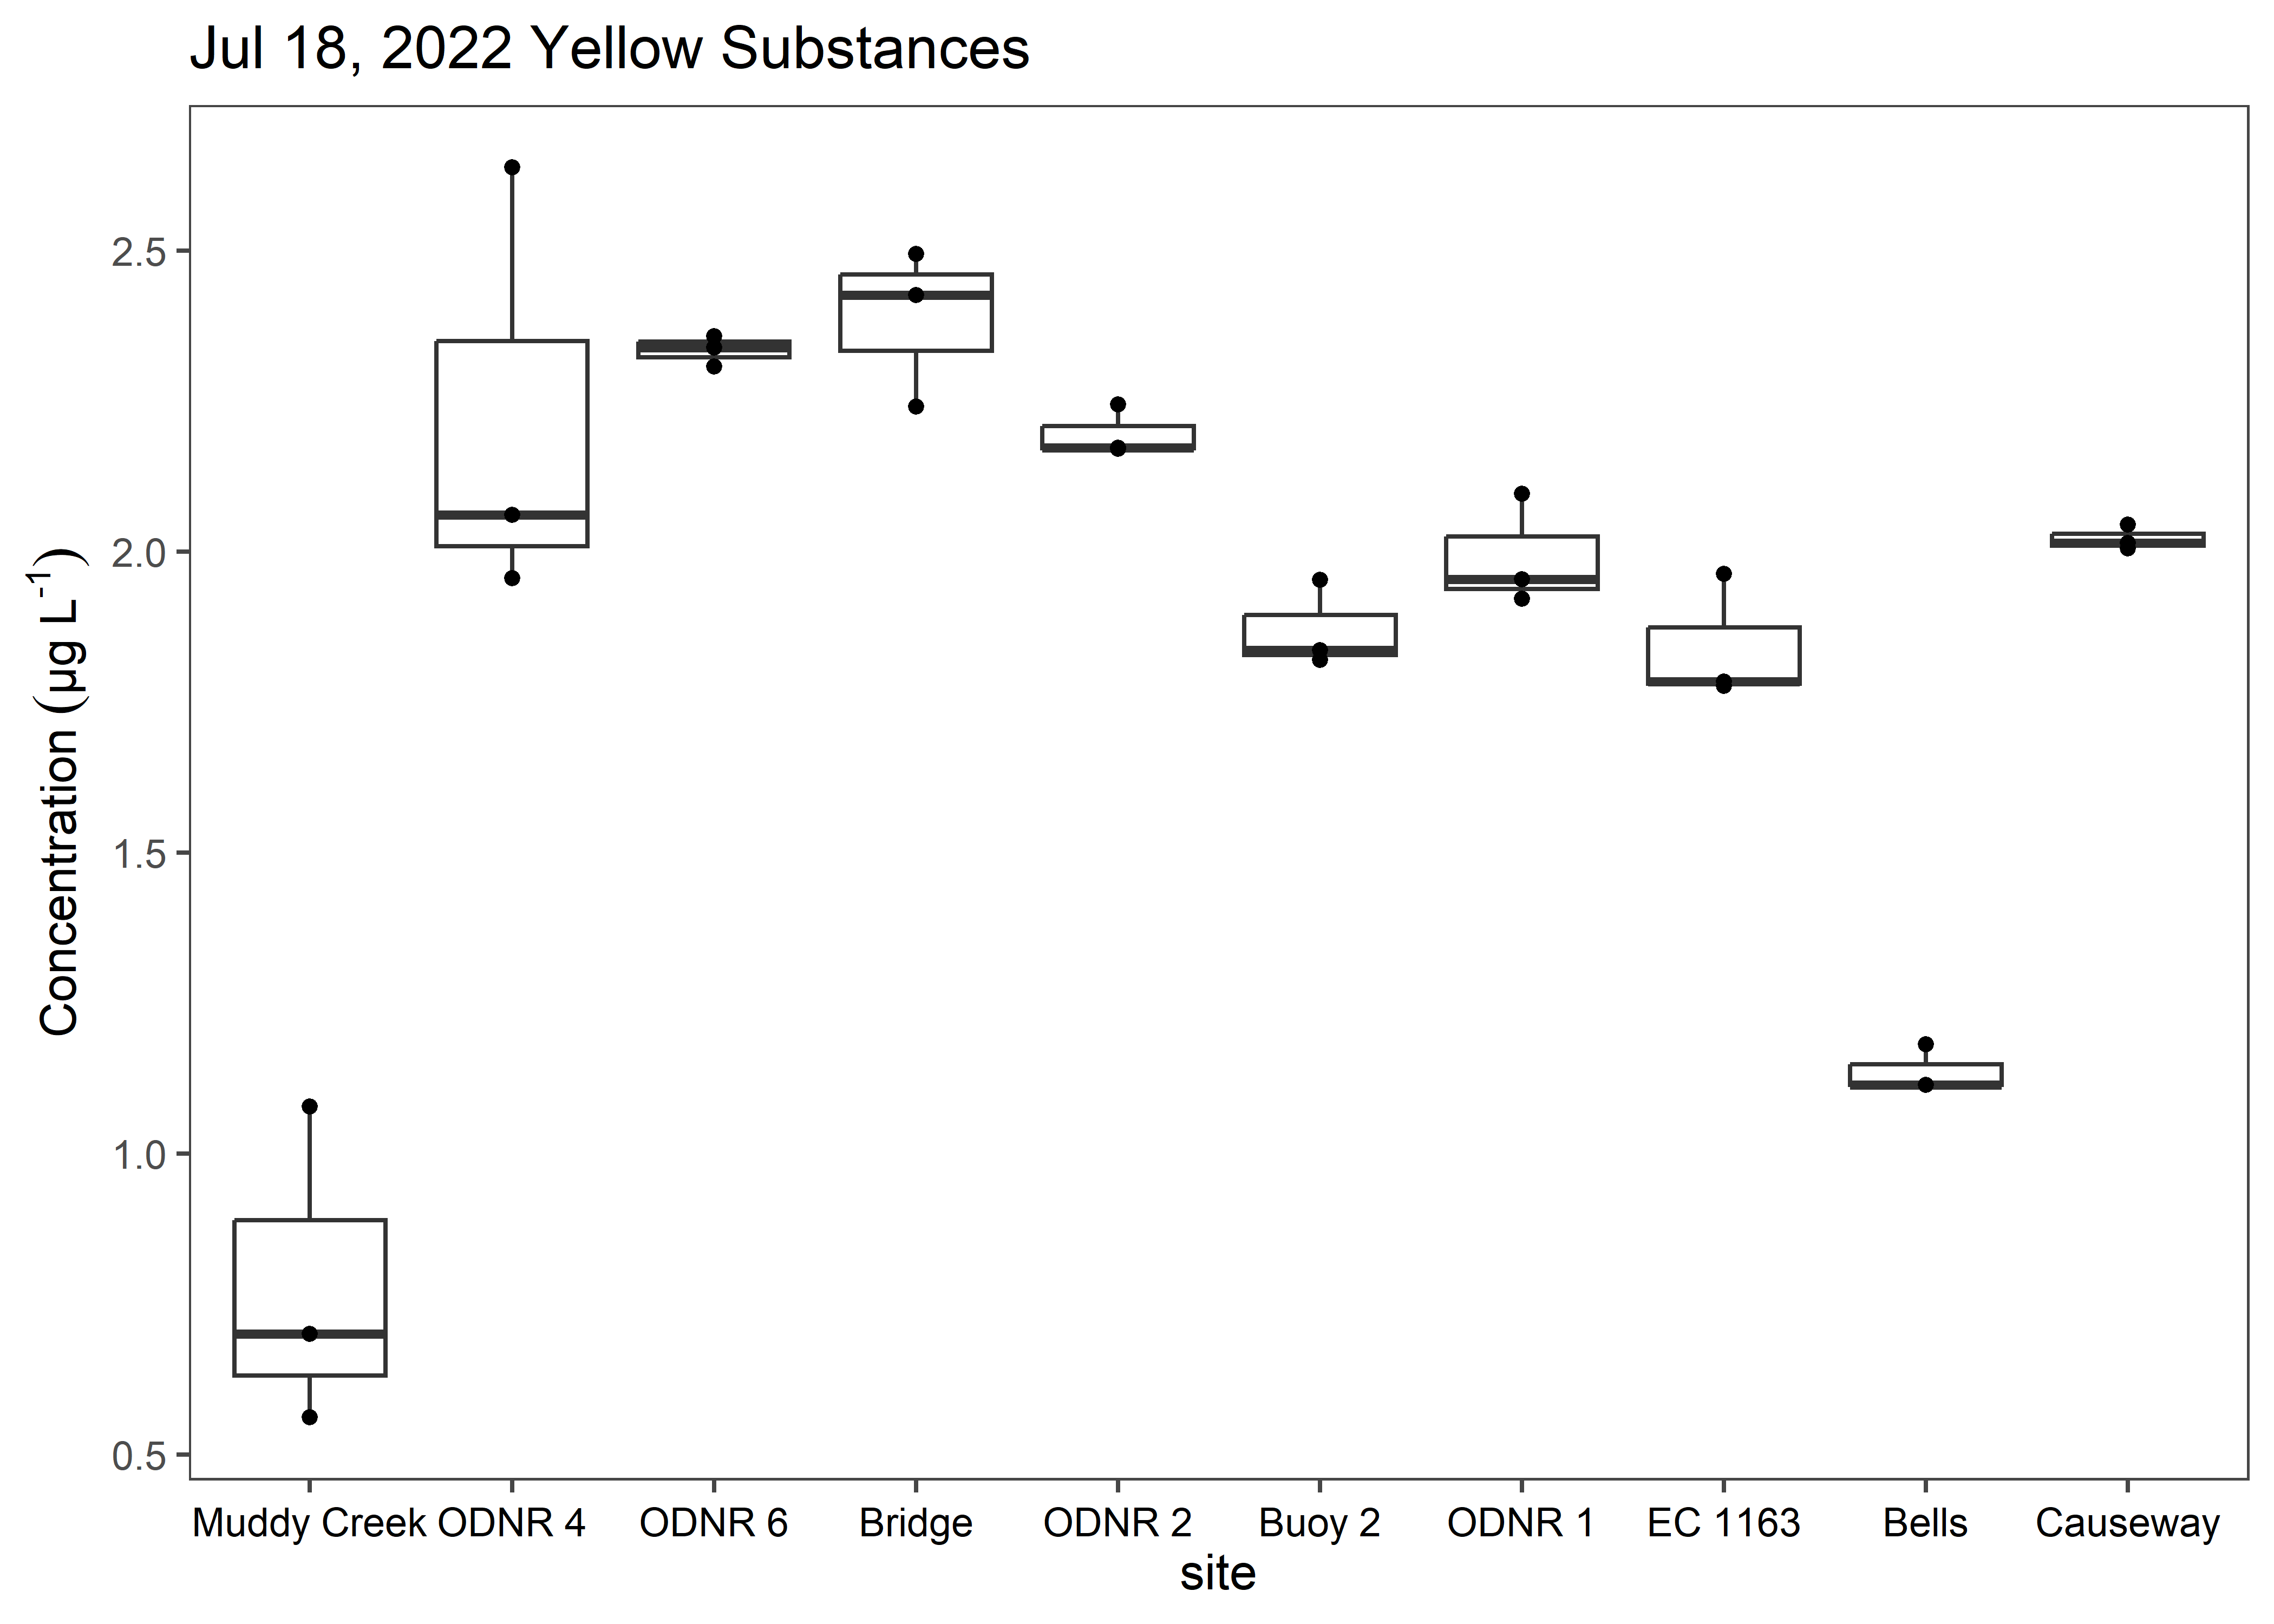 Jul 18, 2022 Yellow Substances
Concentration (µg L⁻¹)
2.5
2.0
1.5
1.0
0.5
Muddy Creek ODNR 4 ODNR 6 Bridge ODNR 2 Buoy 2 ODNR 1 EC 1163 Bells Causeway
site